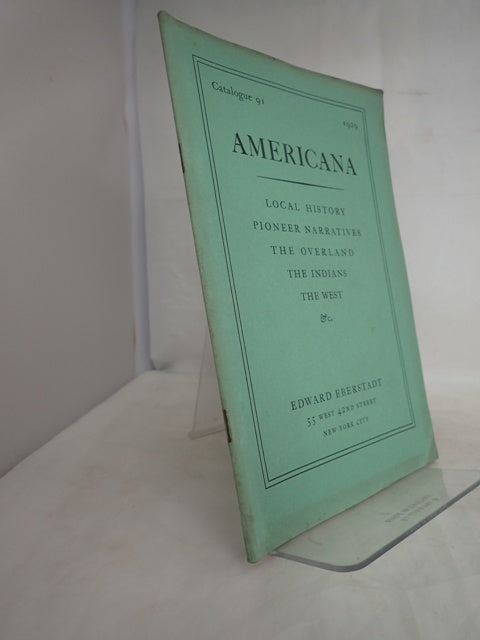 Catalogue 91
1929
AMERICANA
LOCAL HISTORY
PIONEER NARRATIVES
THE OVERLAND
THE INDIANS
THE WEST
&c.
EDWARD EBERSTADT
55 WEST 42ND STREET
NEW YORK CITY